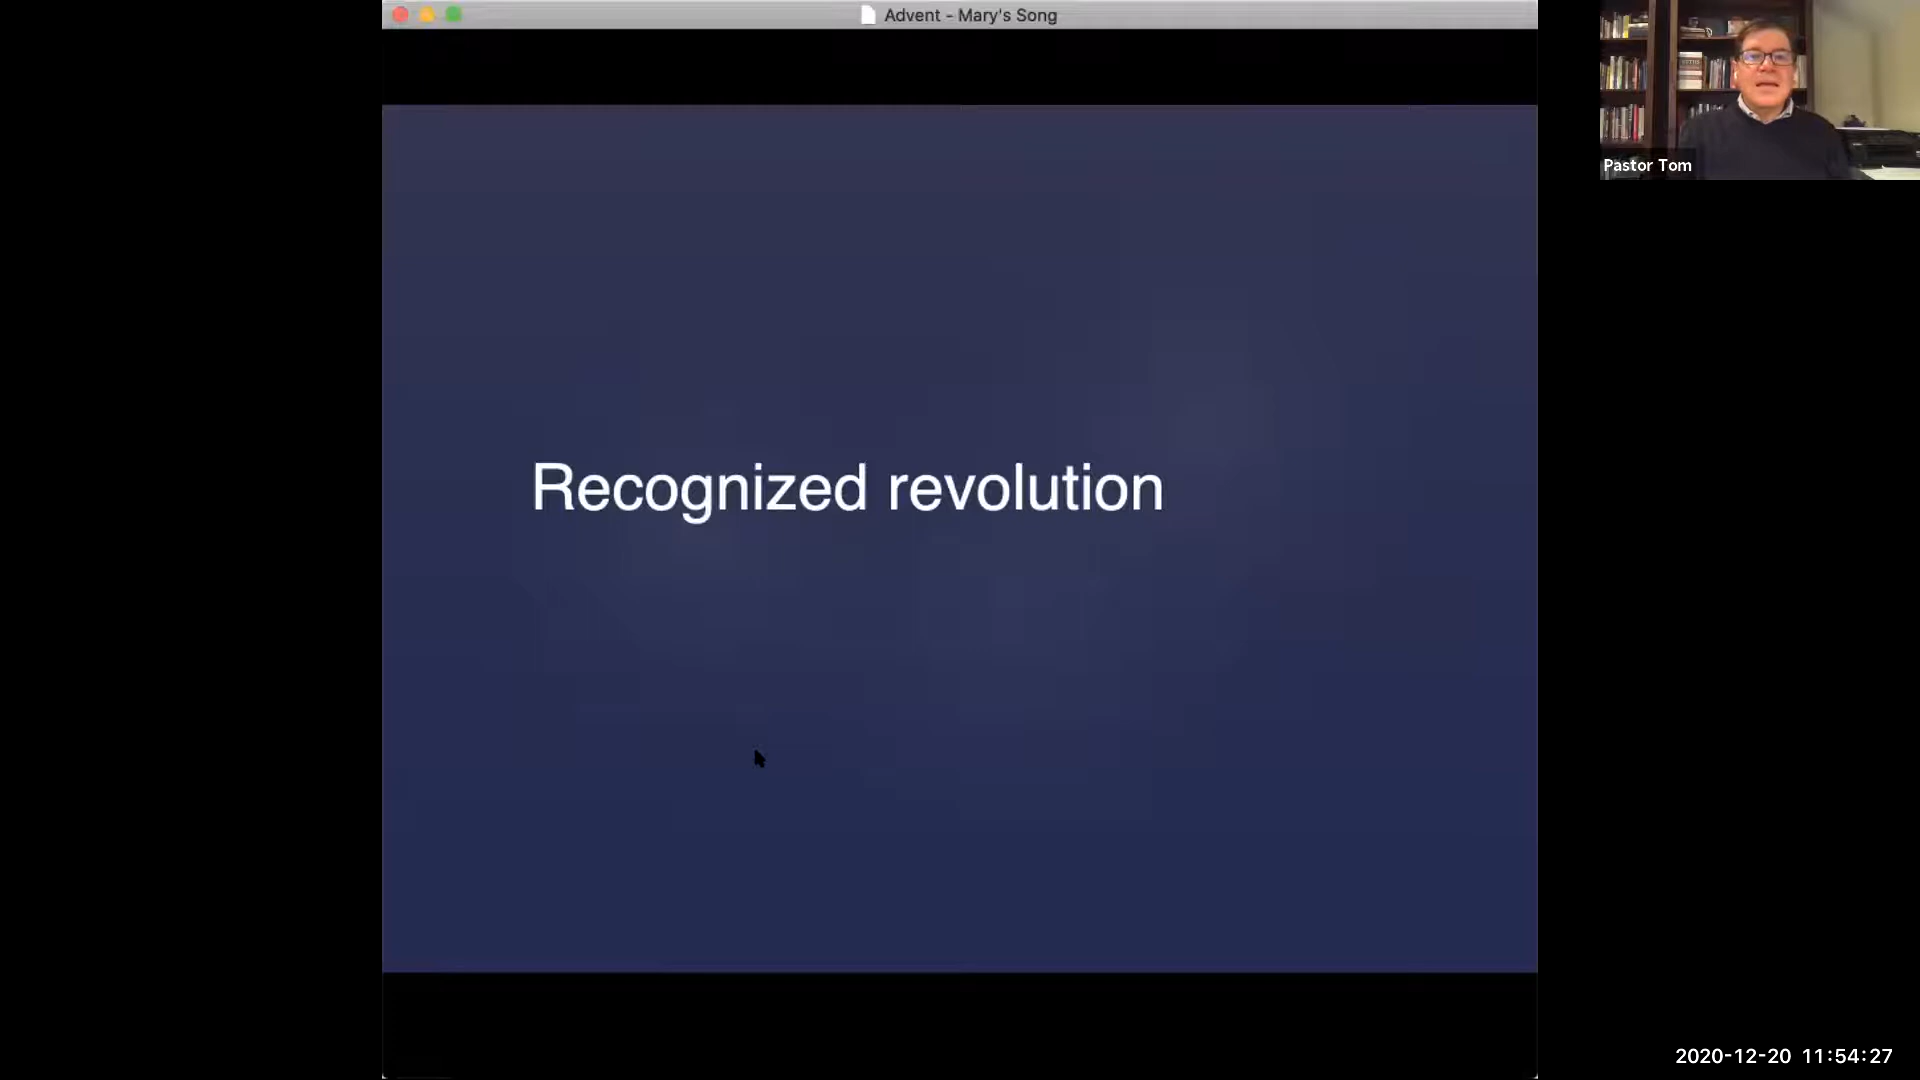 Advent - Mary's Song
Pastor Tom
Recognized revolution
2020-12-20 11:54:27